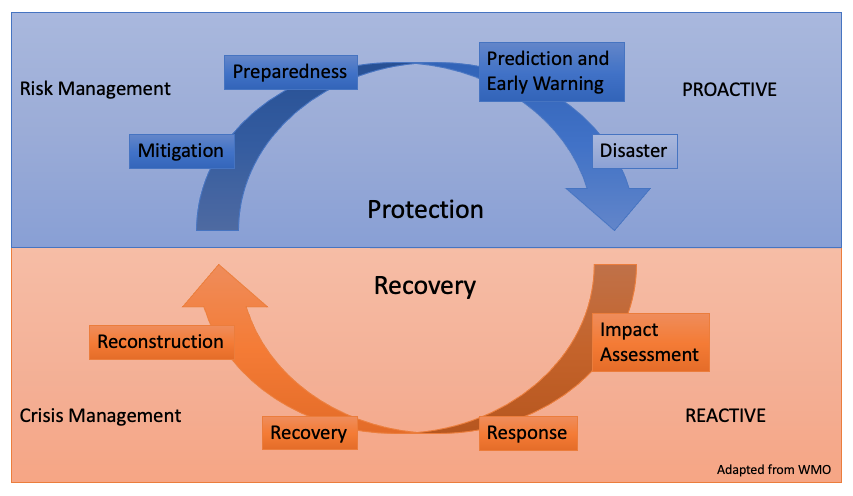 Preparedness
Prediction and
Early Warning
Risk Management
PROACTIVE
Mitigation
Disaster
Protection
Recovery
Reconstruction
Impact
Assessment
Crisis Management
REACTIVE
Recovery
Response
Adapted from WMO